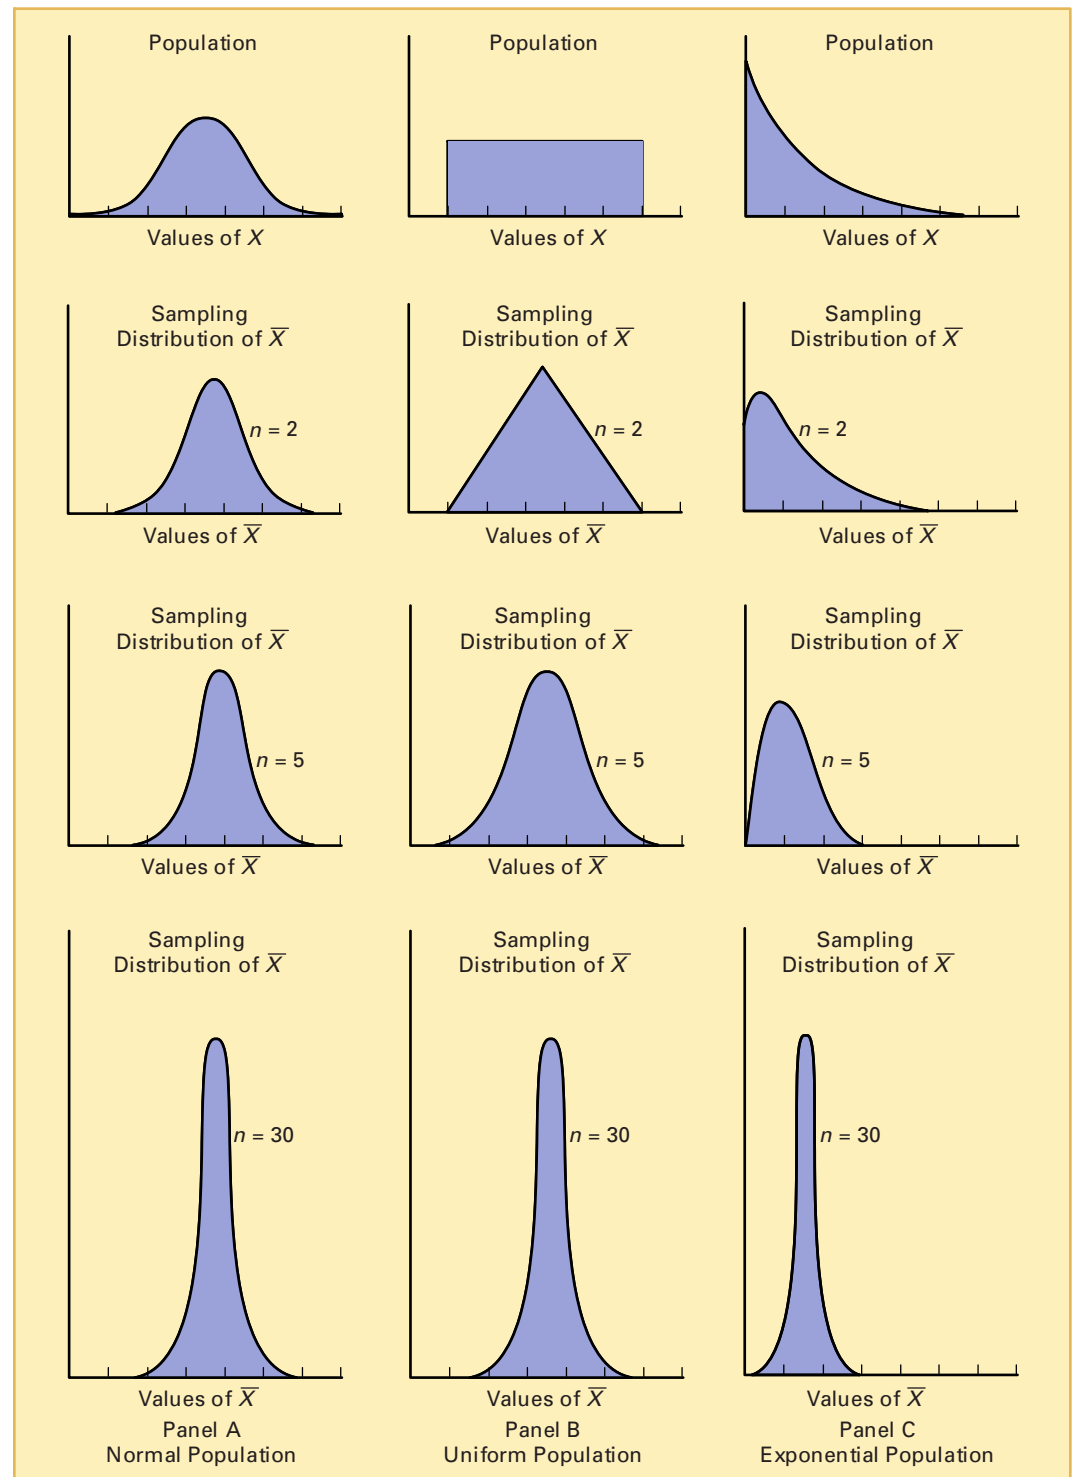 Population
Population
Population
Values of X
Values of X
Values of X
Sampling
Distribution of X̅
Sampling
Distribution of X̅
Sampling
Distribution of X̅
n = 2
n = 2
n = 2
Values of X̅
Values of X̅
Values of X̅
Sampling
Distribution of X̅
Sampling
Distribution of X̅
Sampling
Distribution of X̅
n = 5
n = 5
n = 5
Values of X̅
Values of X̅
Values of X̅
Sampling
Distribution of X̅
Sampling
Distribution of X̅
Sampling
Distribution of X̅
n = 30
n = 30
n = 30
Values of X̅
Values of X̅
Values of X̅
Panel A
Normal Population
Panel B
Uniform Population
Panel C
Exponential Population